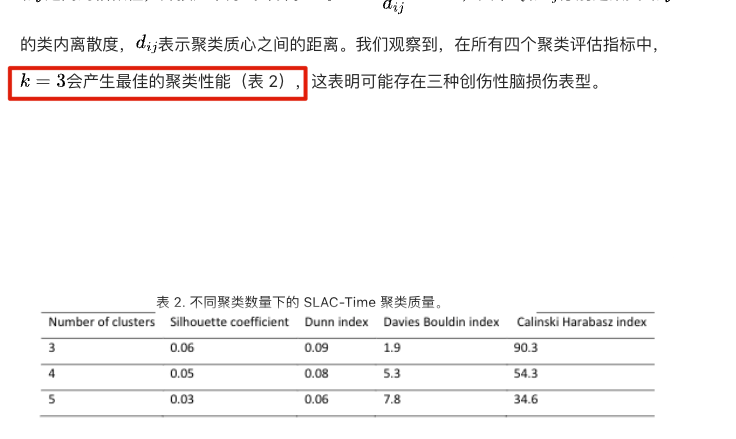 d_{ij}
的类内离散度，d_{ij}表示聚类质心之间的距离。我们观察到，在所有四个聚类评估指标中，
k = 3会产生最佳的聚类性能（表 2），这表明可能存在三种创伤性脑损伤表型。
表 2. 不同聚类数量下的 SLAC-Time 聚类质量。
Number of clusters Silhouette coefficient Dunn index Davies Bouldin index Calinski Harabasz index
3 0.06 0.09 1.9 90.3
4 0.05 0.08 5.3 54.3
5 0.03 0.06 7.8 34.6